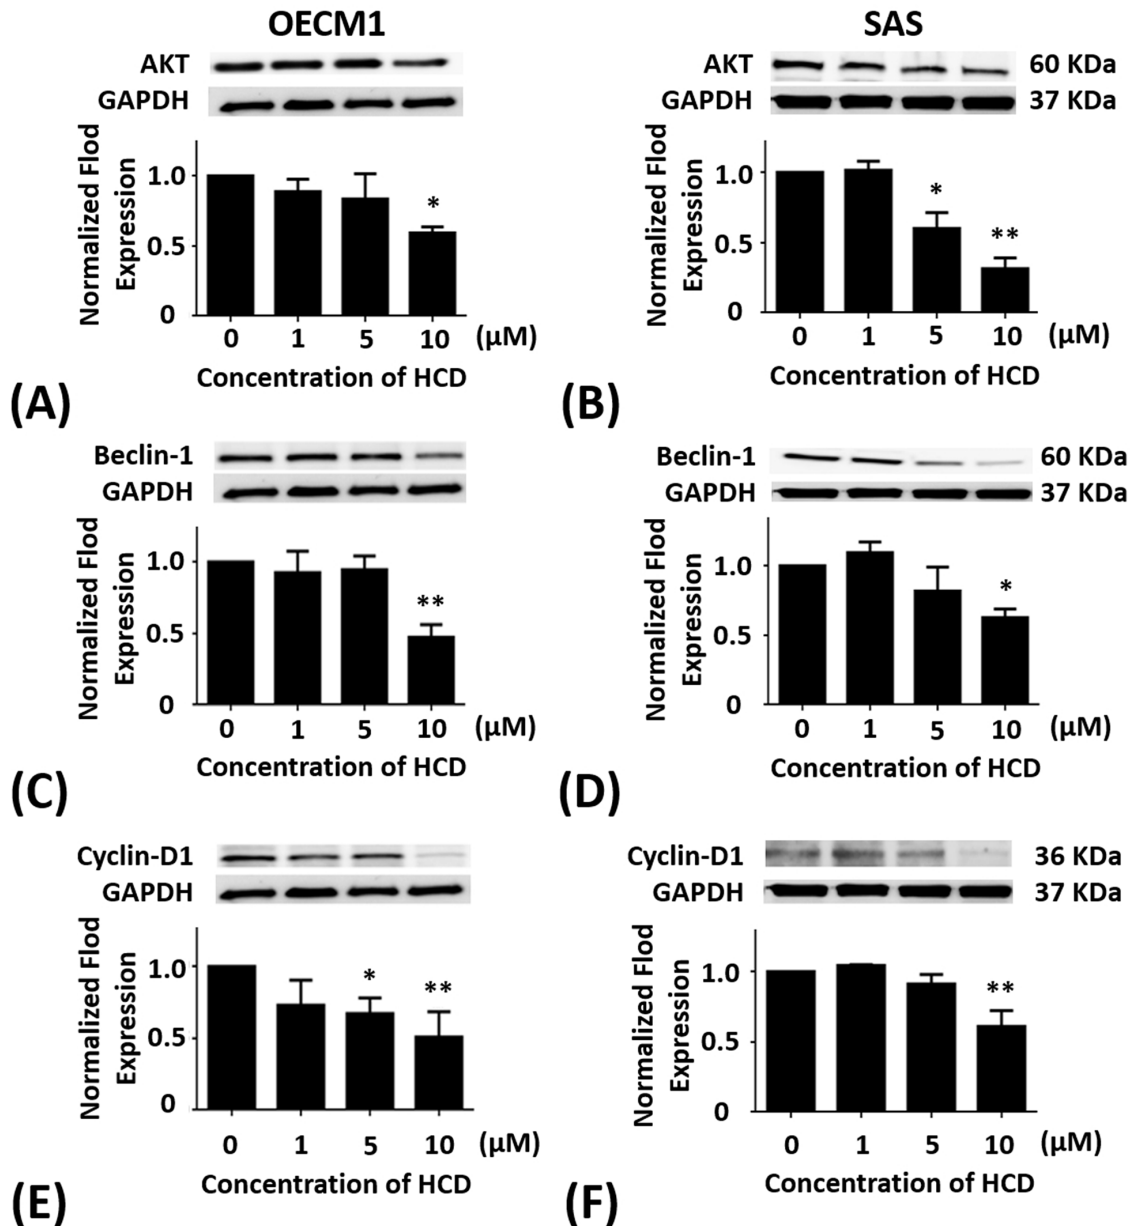 OECM1
SAS
AKT
GAPDH
Normalized Flod
Expression
1.0
0.5
0
*
0 1 5 10 (μM)
Concentration of HCD
(A)
AKT 60 KDa
GAPDH 37 KDa
Normalized Flod
Expression
1.0
0.5
0
*
**
0 1 5 10 (μM)
Concentration of HCD
(B)
Beclin-1
GAPDH
Normalized Flod
Expression
1.0
0.5
0
**
0 1 5 10 (μM)
Concentration of HCD
(C)
Beclin-1 60 KDa
GAPDH 37 KDa
Normalized Flod
Expression
1.0
0.5
0
*
0 1 5 10 (μM)
Concentration of HCD
(D)
Cyclin-D1
GAPDH
Normalized Flod
Expression
1.0
0.5
0
*
**
0 1 5 10 (μM)
Concentration of HCD
(E)
Cyclin-D1 36 KDa
GAPDH 37 KDa
Normalized Flod
Expression
1.0
0.5
0
**
0 1 5 10 (μM)
Concentration of HCD
(F)